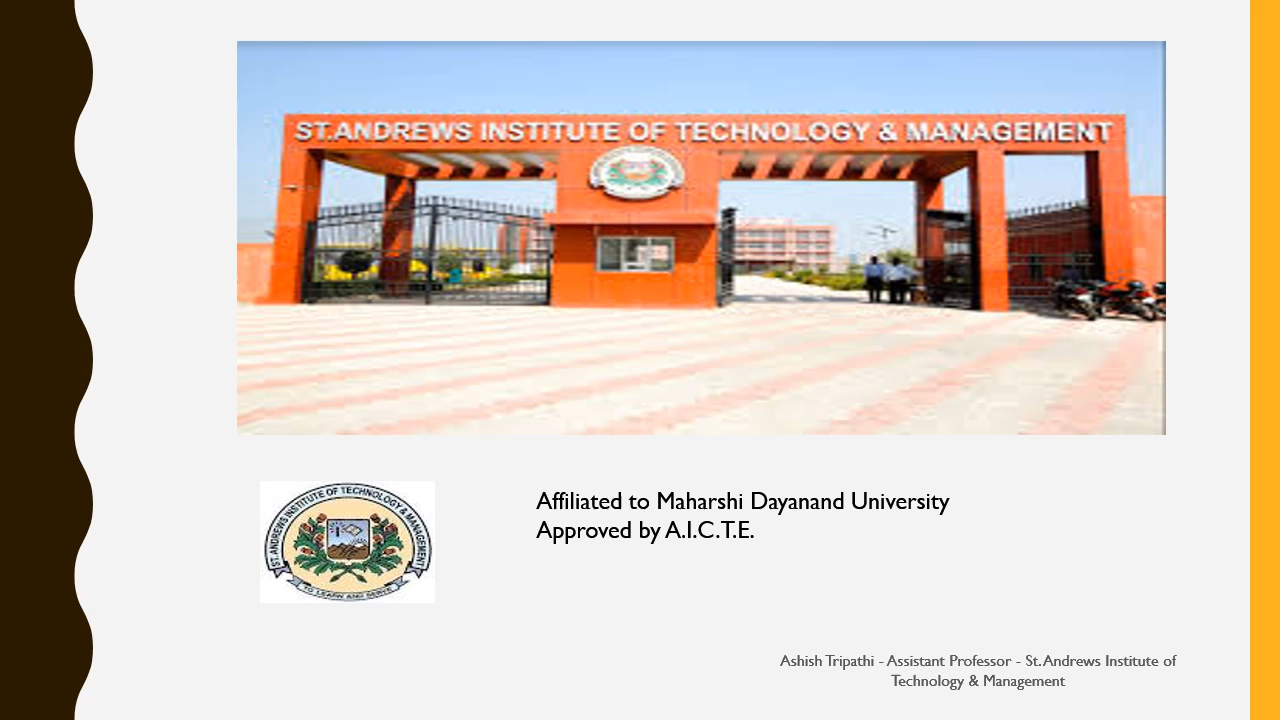 ST.ANDREWS INSTITUTE OF TECHNOLOGY & MANAGEMENT
ST. ANDREWS INSTITUTE OF TECHNOLOGY & MANAGEMENT
TO LEARN AND SERVE
Affiliated to Maharshi Dayanand University
Approved by A.I.C.T.E.
Ashish Tripathi - Assistant Professor - St. Andrews Institute of
Technology & Management